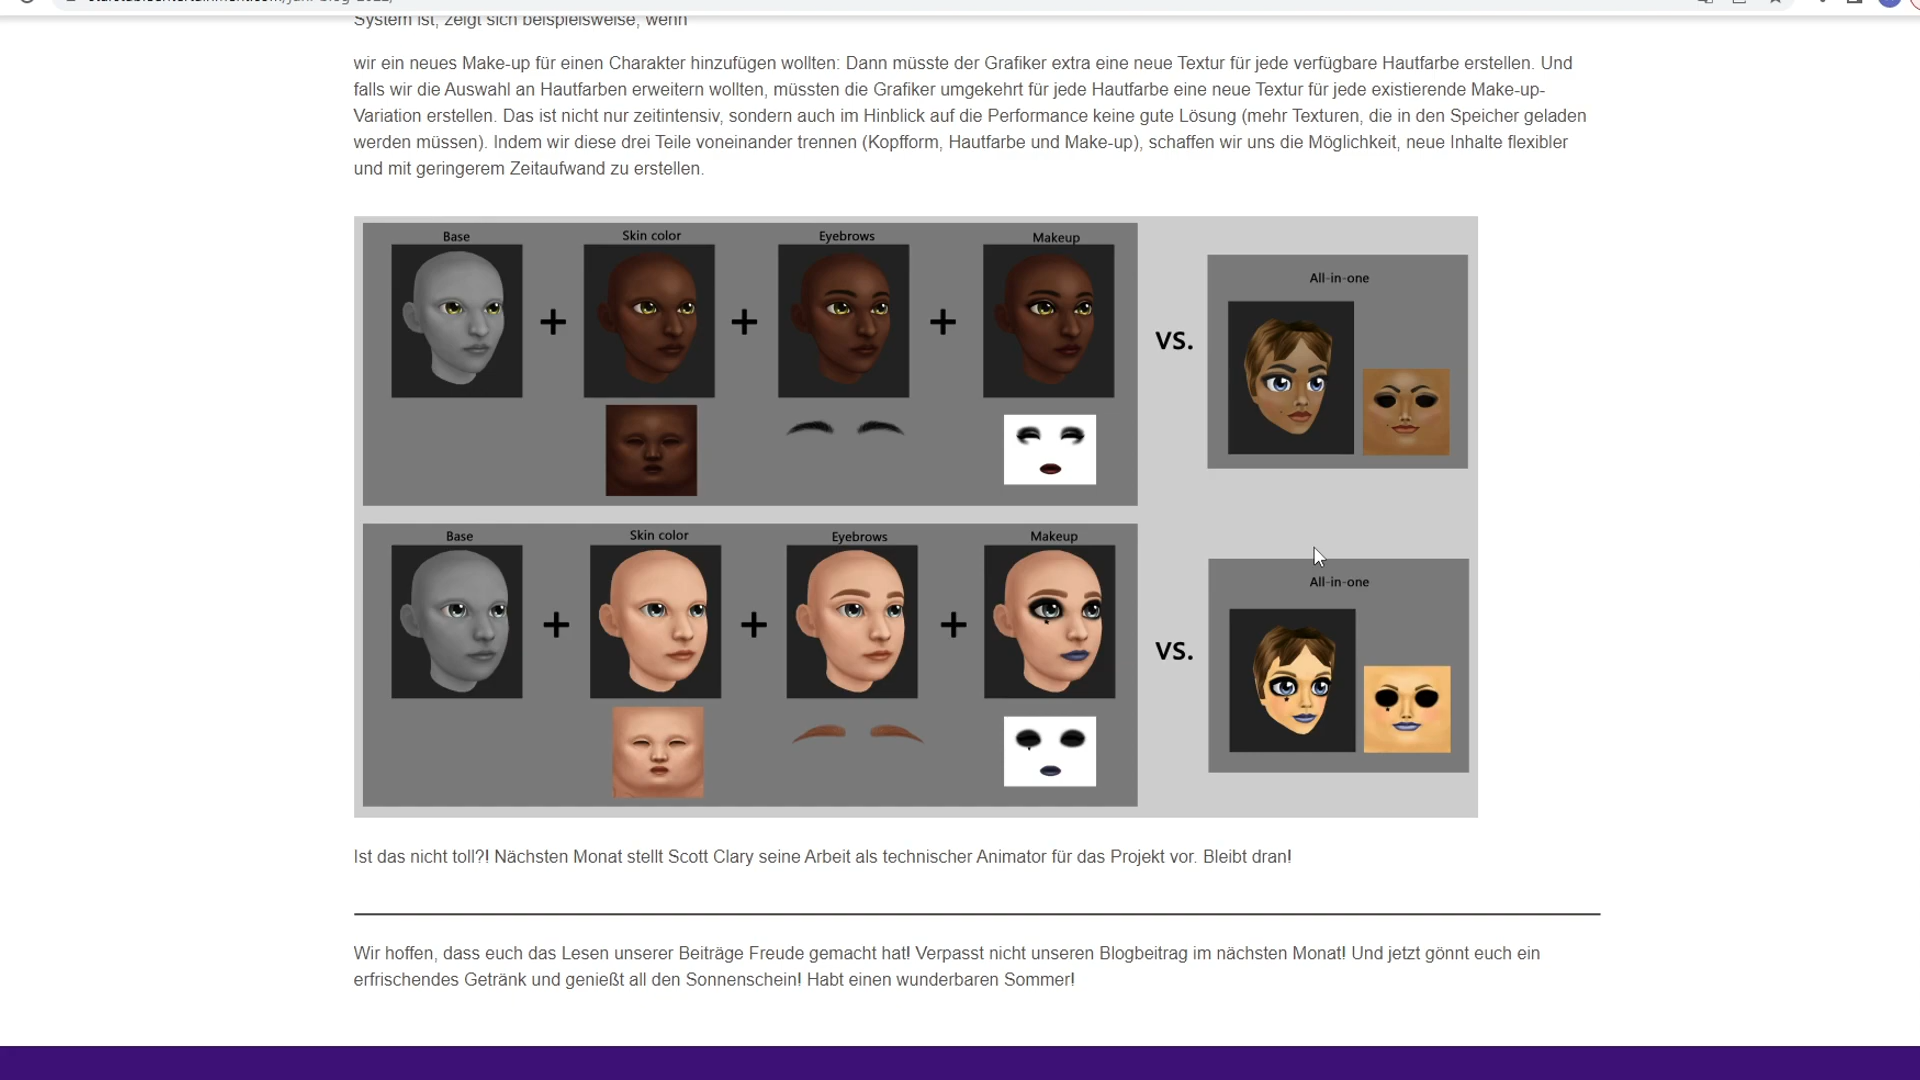 System ist, zeigt sich beispielsweise, wenn
wir ein neues Make-up für einen Charakter hinzufügen wollten: Dann müsste der Grafiker extra eine neue Textur für jede verfügbare Hautfarbe erstellen. Und
falls wir die Auswahl an Hautfarben erweitern wollten, müssten die Grafiker umgekehrt für jede Hautfarbe eine neue Textur für jede existierende Make-up-
Variation erstellen. Das ist nicht nur zeitintensiv, sondern auch im Hinblick auf die Performance keine gute Lösung (mehr Texturen, die in den Speicher geladen
werden müssen). Indem wir diese drei Teile voneinander trennen (Kopfform, Hautfarbe und Make-up), schaffen wir uns die Möglichkeit, neue Inhalte flexibler
und mit geringerem Zeitaufwand zu erstellen.
Base + Skin color + Eyebrows + Makeup
vs.
All-in-one
Base + Skin color + Eyebrows + Makeup
vs.
All-in-one
Ist das nicht toll?! Nächsten Monat stellt Scott Clary seine Arbeit als technischer Animator für das Projekt vor. Bleibt dran!
Wir hoffen, dass euch das Lesen unserer Beiträge Freude gemacht hat! Verpasst nicht unseren Blogbeitrag im nächsten Monat! Und jetzt gönnt euch ein
erfrischendes Getränk und genießt all den Sonnenschein! Habt einen wunderbaren Sommer!